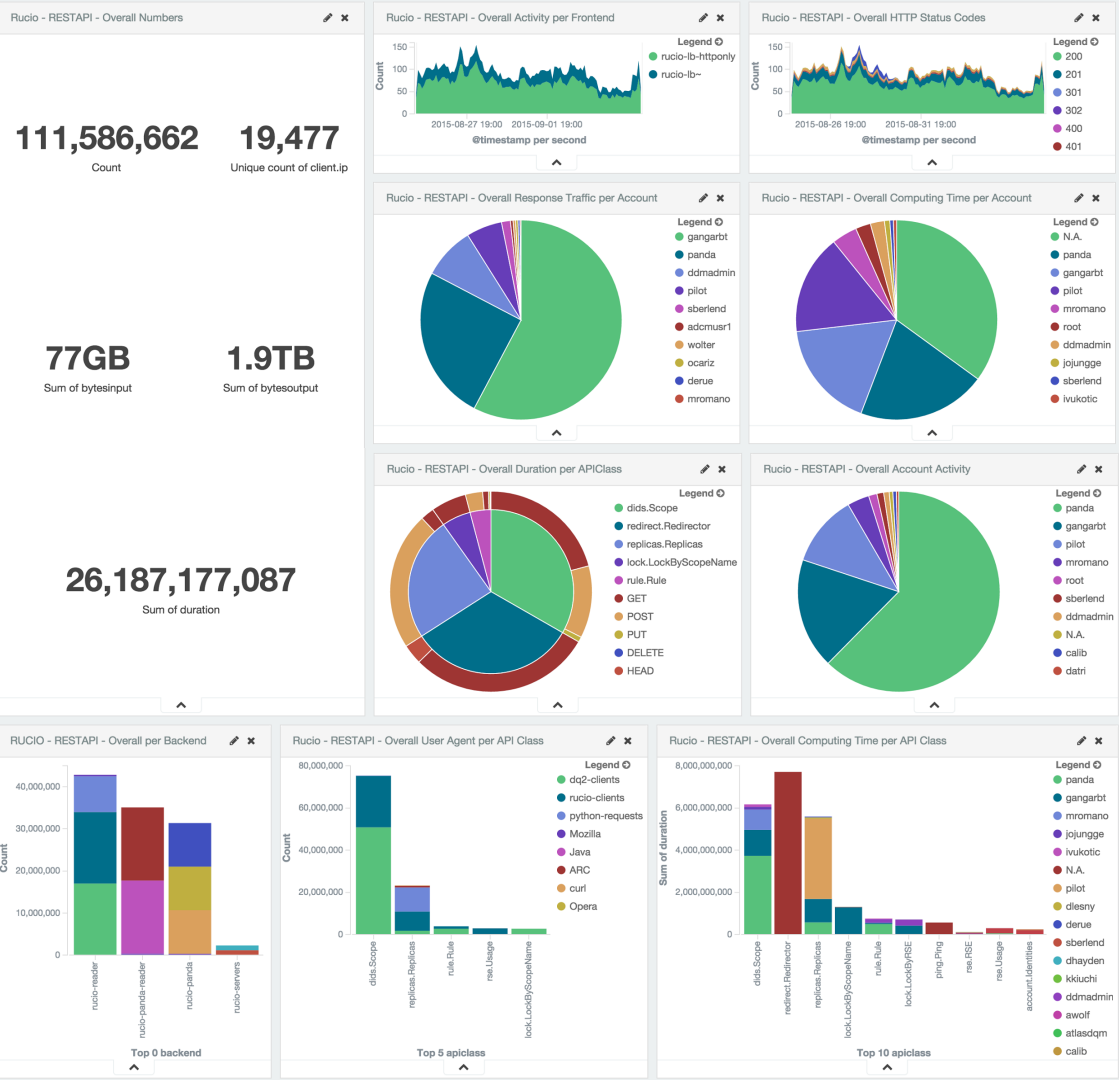 Rucio - RESTAPI - Overall Numbers
111,586,662
Count
19,477
Unique count of client.ip
77GB
Sum of bytesinput
1.9TB
Sum of bytesoutput
26,187,177,087
Sum of duration
Rucio - RESTAPI - Overall Activity per Frontend
Legend
rucio-lb-httponly
rucio-lb~
Count
150
100
50
0
2015-08-27 19:00
2015-09-01 19:00
@timestamp per second
Rucio - RESTAPI - Overall HTTP Status Codes
Legend
200
201
301
302
400
401
Count
150
100
50
0
2015-08-26 19:00
2015-08-31 19:00
@timestamp per second
Rucio - RESTAPI - Overall Response Traffic per Account
Legend
gangarbt
panda
ddmadmin
pilot
sberlend
adcmusr1
wolter
ocariz
derue
mromano
Rucio - RESTAPI - Overall Computing Time per Account
Legend
N.A.
panda
gangarbt
pilot
mromano
root
ddmadmin
jojungge
sberlend
ivukotic
Rucio - RESTAPI - Overall Duration per APIClass
Legend
dids.Scope
redirect.Redirector
replicas.Replicas
lock.LockByScopeName
rule.Rule
GET
POST
PUT
DELETE
HEAD
Rucio - RESTAPI - Overall Account Activity
Legend
panda
gangarbt
pilot
mromano
root
sberlend
ddmadmin
N.A.
calib
datri
RUCIO - RESTAPI - Overall per Backend
Count
40,000,000
30,000,000
20,000,000
10,000,000
0
rucio-reader
rucio-panda-reader
rucio-panda
rucio-servers
Top 0 backend
Rucio - RESTAPI - Overall User Agent per API Class
Legend
dq2-clients
rucio-clients
python-requests
Mozilla
Java
ARC
curl
Opera
Count
80,000,000
60,000,000
40,000,000
20,000,000
0
dids.Scope
replicas.Replicas
rule.Rule
rse.Usage
lock.LockByScopeName
Top 5 apiclass
Rucio - RESTAPI - Overall Computing Time per API Class
Legend
panda
gangarbt
mromano
jojungge
ivukotic
N.A.
pilot
dlesny
derue
sberlend
dhayden
kkiuchi
ddmadmin
awolf
atlasdqm
calib
Sum of duration
8,000,000,000
6,000,000,000
4,000,000,000
2,000,000,000
0
dids.Scope
redirect.Redirector
replicas.Replicas
lock.LockByScopeName
rule.Rule
lock.LockByRSE
ping.Ping
rse.RSE
rse.Usage
account.Identities
Top 10 apiclass